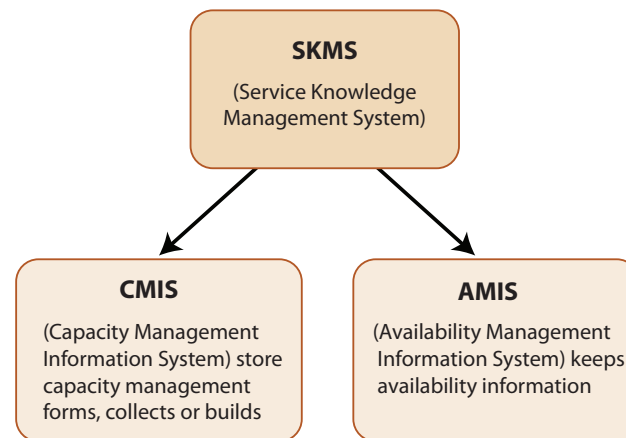 SKMS
(Service Knowledge
Management System)
CMIS
(Capacity Management
Information System) store
capacity management
forms, collects or builds
AMIS
(Availability Management
Information System) keeps
availability information